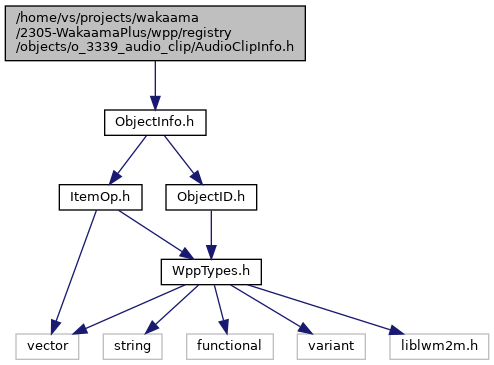 /home/vs/projects/wakaama
/2305-WakaamaPlus/wpp/registry
/objects/o_3339_audio_clip/AudioClipInfo.h
ObjectInfo.h
ItemOp.h
ObjectID.h
WppTypes.h
vector
string
functional
variant
liblwm2m.h